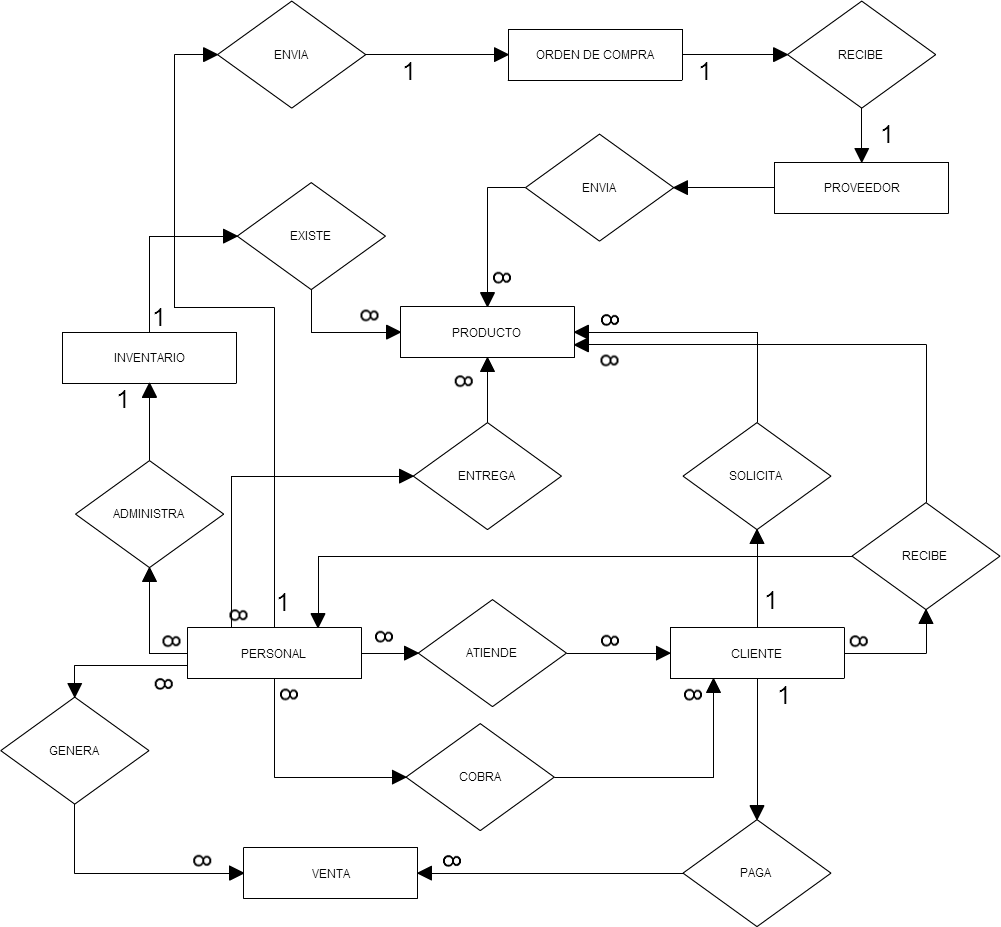 ENVIA
ORDEN DE COMPRA
RECIBE
1
1
1
ENVIA
PROVEEDOR
EXISTE
∞
1
∞
∞
PRODUCTO
INVENTARIO
∞
∞
1
ENTREGA
SOLICITA
ADMINISTRA
RECIBE
1
1
∞
∞
∞
∞
∞
PERSONAL
ATIENDE
CLIENTE
∞
∞
∞
1
GENERA
COBRA
∞
∞
VENTA
PAGA